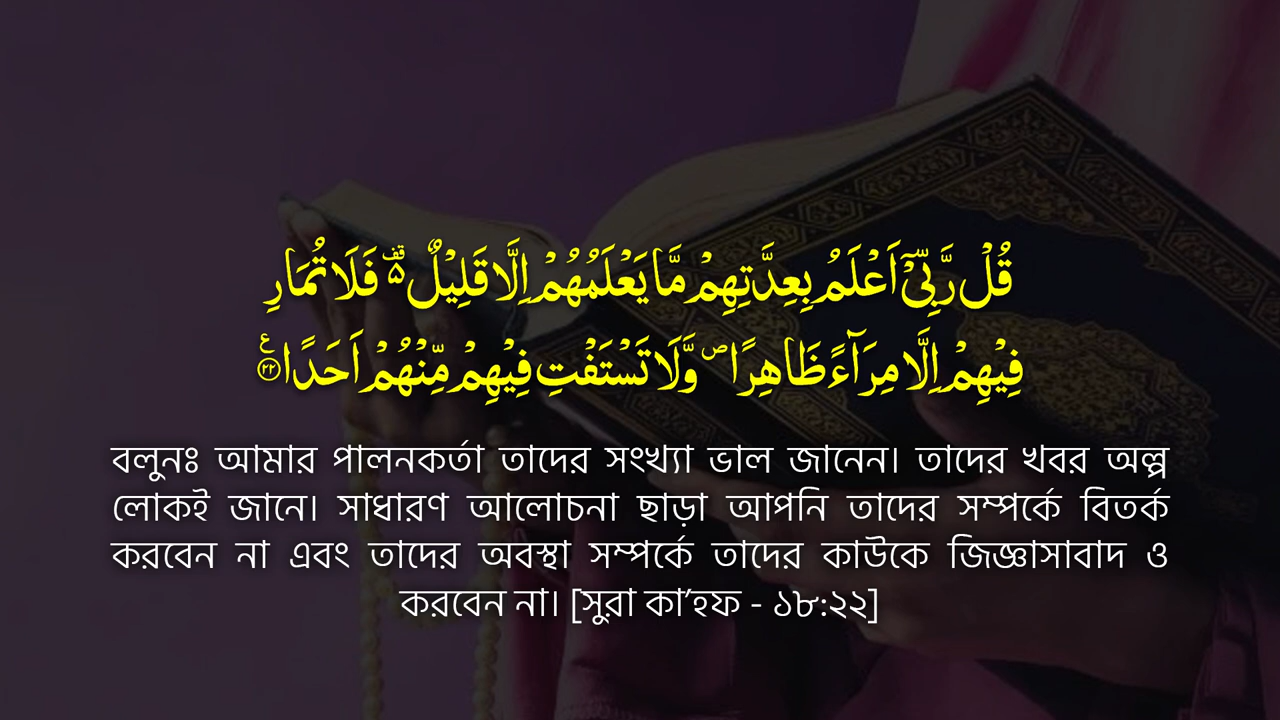 قُلْ رَّبِّیْۤ اَعْلَمُ بِعِدَّتِهِمْ مَّا یَعْلَمُهُمْ اِلَّا قَلِیْلٌ ۫۬ فَلَا تُمَارِ
فِیْهِمْ اِلَّا مِرَآءً ظَاهِرًا ۪ وَّلَا تَسْتَفْتِ فِیْهِمْ مِّنْهُمْ اَحَدًا ﴿۲۲﴾ ع
বলুনঃ আমার পালনকর্তা তাদের সংখ্যা ভাল জানেন। তাদের খবর অল্প
লোকই জানে। সাধারণ আলোচনা ছাড়া আপনি তাদের সম্পর্কে বিতর্ক
করবেন না এবং তাদের অবস্থা সম্পর্কে তাদের কাউকে জিজ্ঞাসাবাদ ও
করবেন না। [সুরা কা’হফ - ১৮:২২]